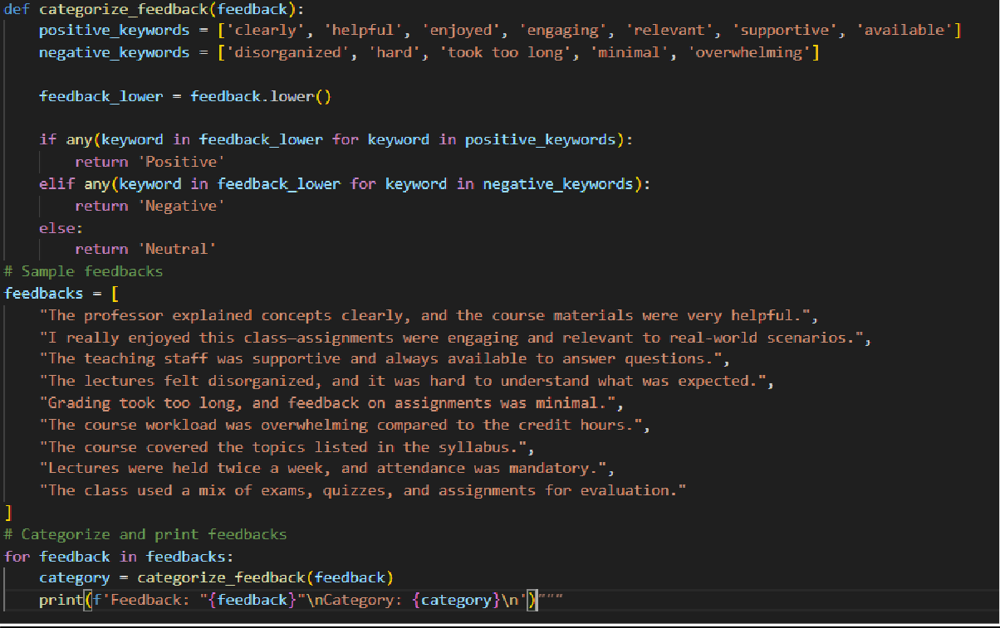 def categorize_feedback(feedback):
    positive_keywords = ['clearly', 'helpful', 'enjoyed', 'engaging', 'relevant', 'supportive', 'available']
    negative_keywords = ['disorganized', 'hard', 'took too long', 'minimal', 'overwhelming']
    feedback_lower = feedback.lower()
    if any(keyword in feedback_lower for keyword in positive_keywords):
        return 'Positive'
    elif any(keyword in feedback_lower for keyword in negative_keywords):
        return 'Negative'
    else:
        return 'Neutral'
# Sample feedbacks
feedbacks = [
    "The professor explained concepts clearly, and the course materials were very helpful.",
    "I really enjoyed this class—assignments were engaging and relevant to real-world scenarios.",
    "The teaching staff was supportive and always available to answer questions.",
    "The lectures felt disorganized, and it was hard to understand what was expected.",
    "Grading took too long, and feedback on assignments was minimal.",
    "The course workload was overwhelming compared to the credit hours.",
    "The course covered the topics listed in the syllabus.",
    "Lectures were held twice a week, and attendance was mandatory.",
    "The class used a mix of exams, quizzes, and assignments for evaluation."
]
# Categorize and print feedbacks
for feedback in feedbacks:
    category = categorize_feedback(feedback)
    print(f'Feedback: "{feedback}"\nCategory: {category}\n')"""